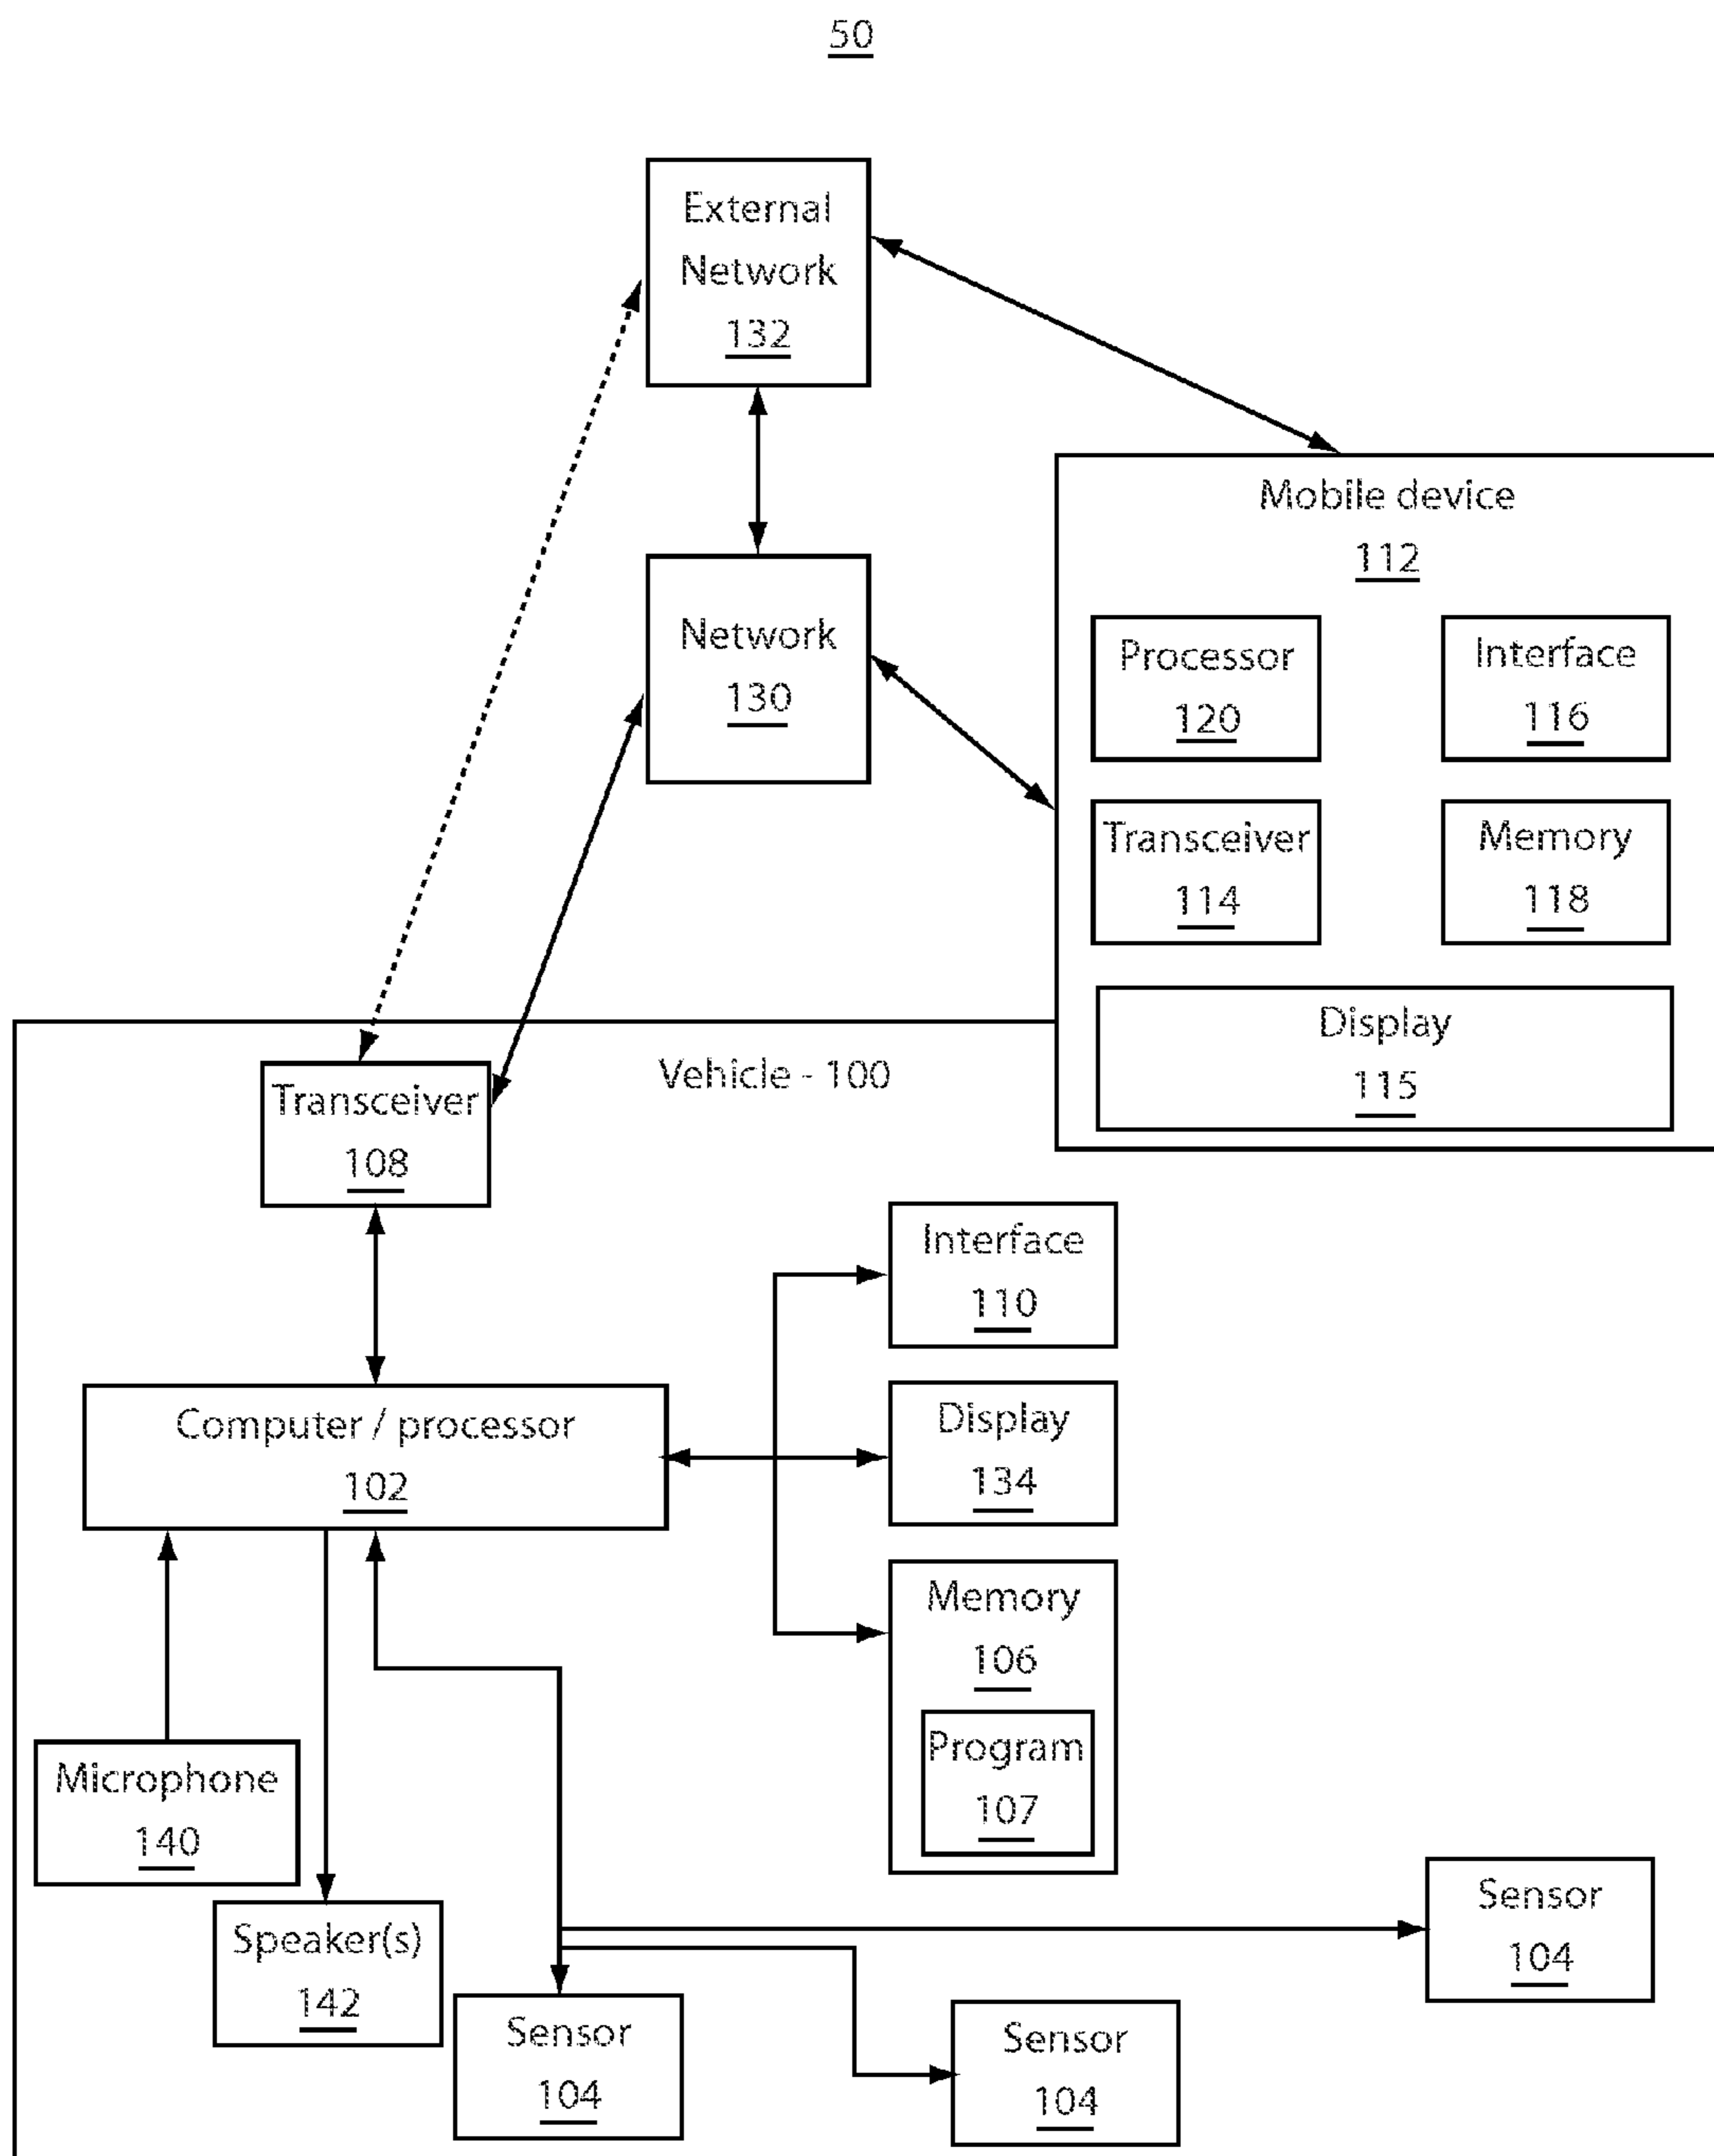 50
External
Network
132
Mobile device
112
Network
130
Processor
120
Interface
116
Transceiver
114
Memory
118
Display
115
Vehicle - 100
Transceiver
108
Interface
110
Computer / processor
102
Display
134
Memory
106
Program
107
Microphone
140
Speaker(s)
142
Sensor
104
Sensor
104
Sensor
104